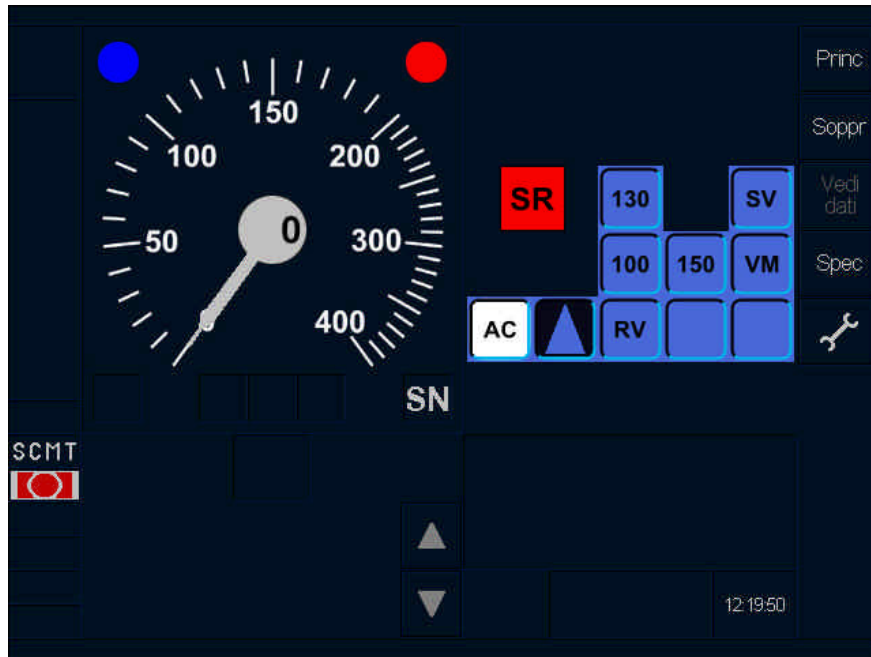 Princ
150
Soppr
100
200
SR
130
SV
Vedi
dati
50
0
300
100
150
VM
Spec
400
AC
RV
SN
SCMT
12:19:50